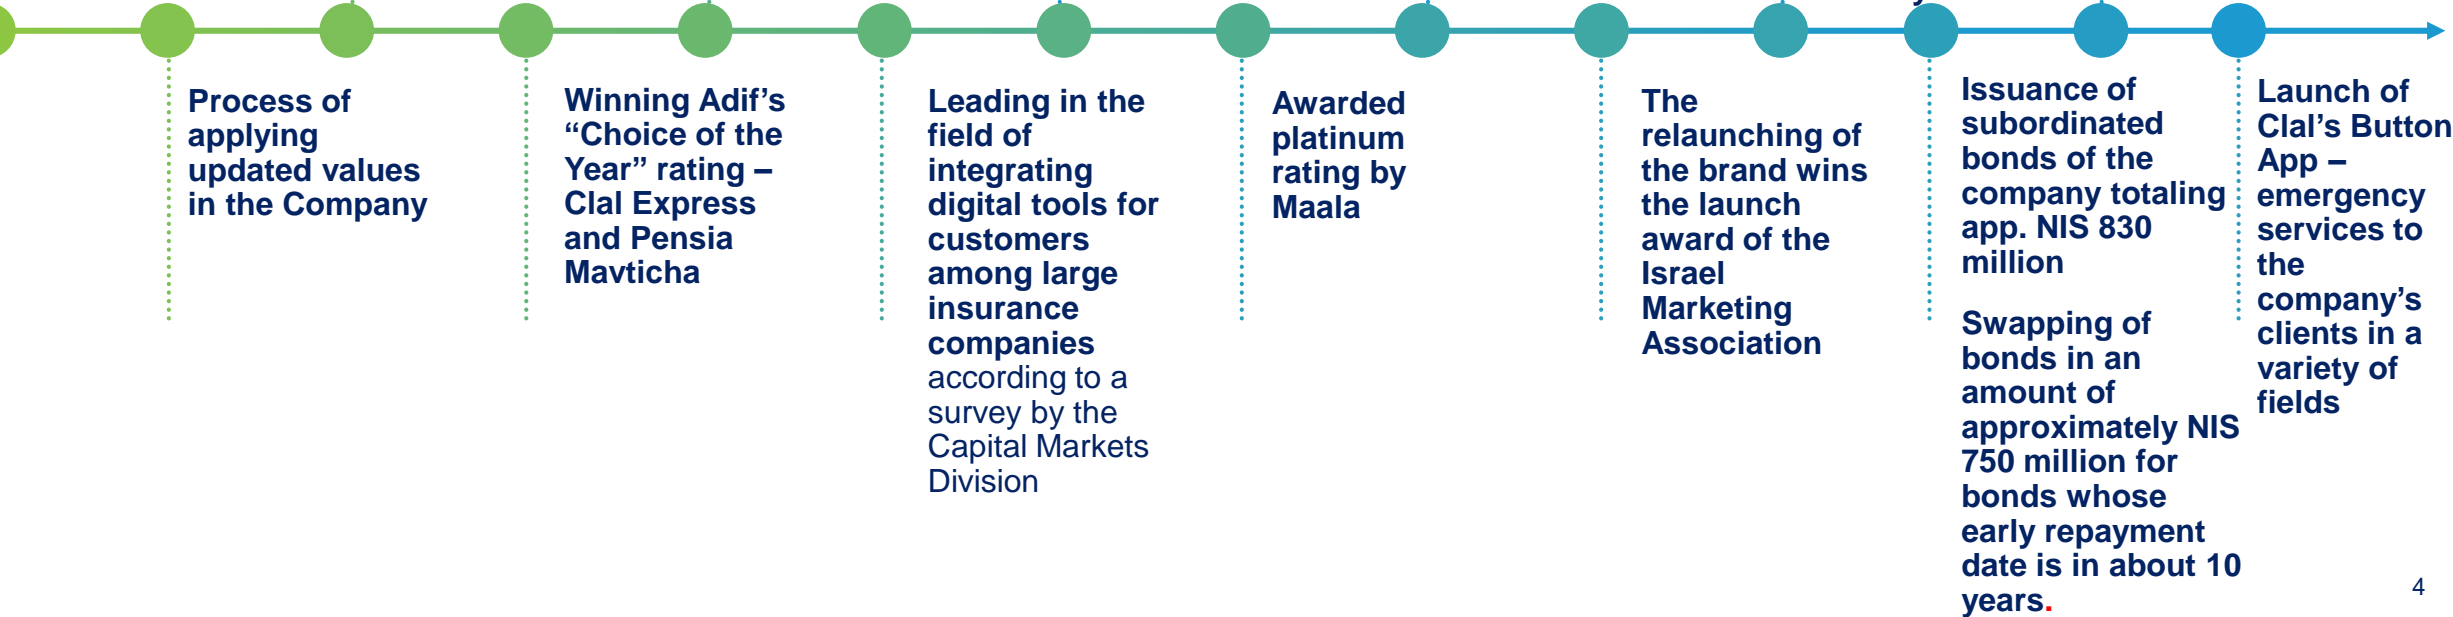 Process of
applying
updated values
in the Company
Winning Adif’s
“Choice of the
Year” rating –
Clal Express
and Pensia
Mavticha
Leading in the
field of
integrating
digital tools for
customers
among large
insurance
companies
according to a
survey by the
Capital Markets
Division
Awarded
platinum
rating by
Maala
The
relaunching of
the brand wins
the launch
award of the
Israel
Marketing
Association
Issuance of
subordinated
bonds of the
company totaling
app. NIS 830
million
Swapping of
bonds in an
amount of
approximately NIS
750 million for
bonds whose
early repayment
date is in about 10
years.
Launch of
Clal’s Button
App –
emergency
services to
the
company’s
clients in a
variety of
fields
4